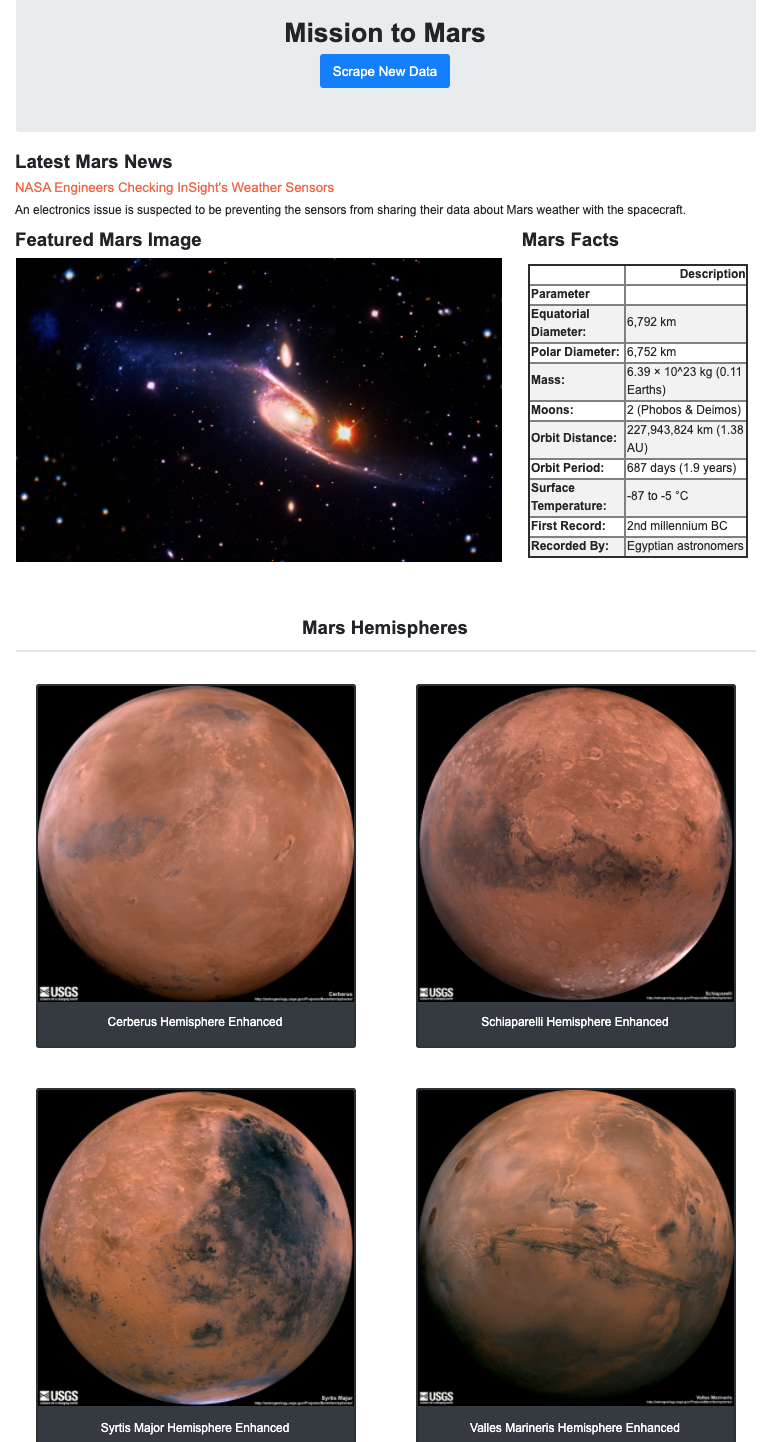 Mission to Mars
Scrape New Data
Latest Mars News
NASA Engineers Checking InSight's Weather Sensors
An electronics issue is suspected to be preventing the sensors from sharing their data about Mars weather with the spacecraft.
Featured Mars Image
Mars Facts
Description
Parameter
Equatorial Diameter: 6,792 km
Polar Diameter: 6,752 km
Mass: 6.39 × 10^23 kg (0.11 Earths)
Moons: 2 (Phobos & Deimos)
Orbit Distance: 227,943,824 km (1.38 AU)
Orbit Period: 687 days (1.9 years)
Surface Temperature: -87 to -5 °C
First Record: 2nd millennium BC
Recorded By: Egyptian astronomers
Mars Hemispheres
USGS
Cerberus
Cerberus Hemisphere Enhanced
USGS
Schiaparelli
Schiaparelli Hemisphere Enhanced
USGS
Syrtis Major
Syrtis Major Hemisphere Enhanced
USGS
Valles Marineris
Valles Marineris Hemisphere Enhanced